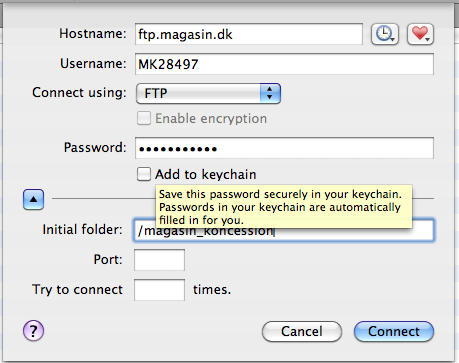 Hostname: ftp.magasin.dk
Username: MK28497
Connect using: FTP
Enable encryption
Password: •••••••••••
Add to keychain
Save this password securely in your keychain.
Passwords in your keychain are automatically
filled in for you.
Initial folder: /magasin_koncession
Port:
Try to connect times.
? Cancel Connect